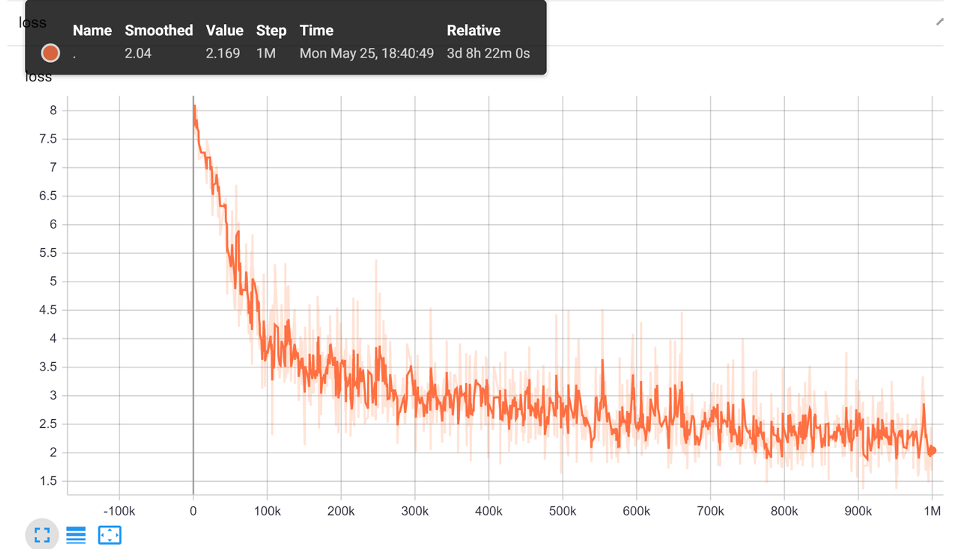 loss
Name Smoothed Value Step Time Relative
. 2.04 2.169 1M Mon May 25, 18:40:49 3d 8h 22m 0s
loss
8
7.5
7
6.5
6
5.5
5
4.5
4
3.5
3
2.5
2
1.5
-100k 0 100k 200k 300k 400k 500k 600k 700k 800k 900k 1M